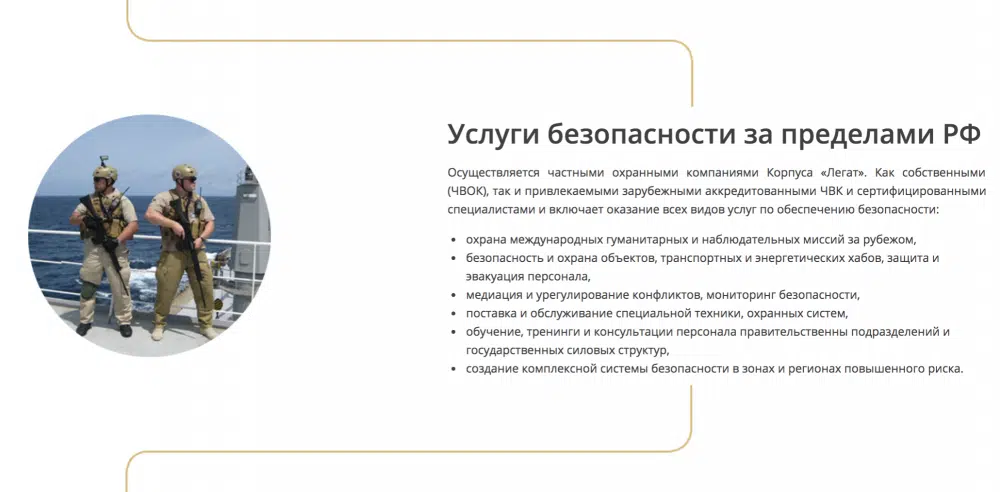 Услуги безопасности за пределами РФ
Осуществляется частными охранными компаниями Корпуса «Легат». Как собственными
(ЧВОК), так и привлекаемыми зарубежными аккредитованными ЧВК и сертифицированными
специалистами и включает оказание всех видов услуг по обеспечению безопасности:
• охрана международных гуманитарных и наблюдательных миссий за рубежом,
• безопасность и охрана объектов, транспортных и энергетических хабов, защита и
эвакуация персонала,
• медиация и урегулирование конфликтов, мониторинг безопасности,
• поставка и обслуживание специальной техники, охранных систем,
• обучение, тренинги и консультации персонала правительственны подразделений и
государственных силовых структур,
• создание комплексной системы безопасности в зонах и регионах повышенного риска.